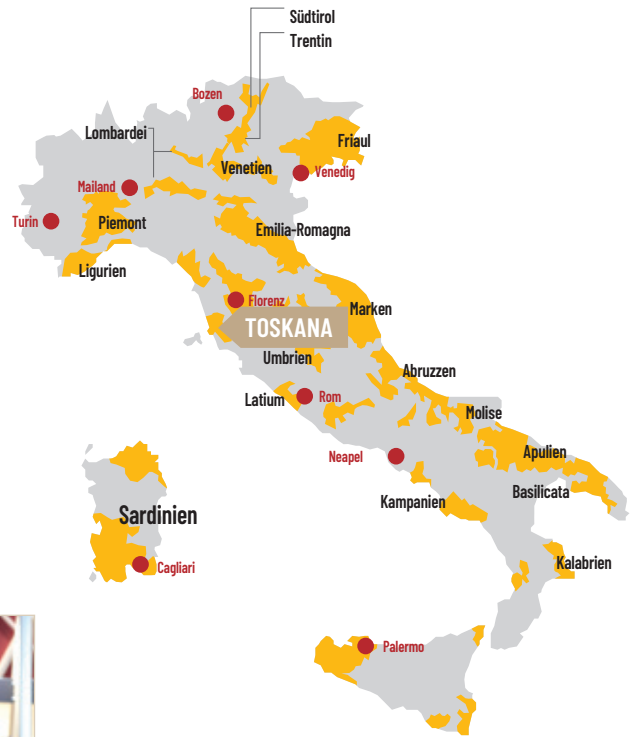 Südtirol
Trentin
Bozen
Lombardei
Friaul
Venetien
Venedig
Mailand
Turin
Piemont
Emilia-Romagna
Ligurien
Florenz
Marken
TOSKANA
Umbrien
Abruzzen
Latium
Rom
Molise
Neapel
Apulien
Basilicata
Kampanien
Sardinien
Kalabrien
Cagliari
Palermo